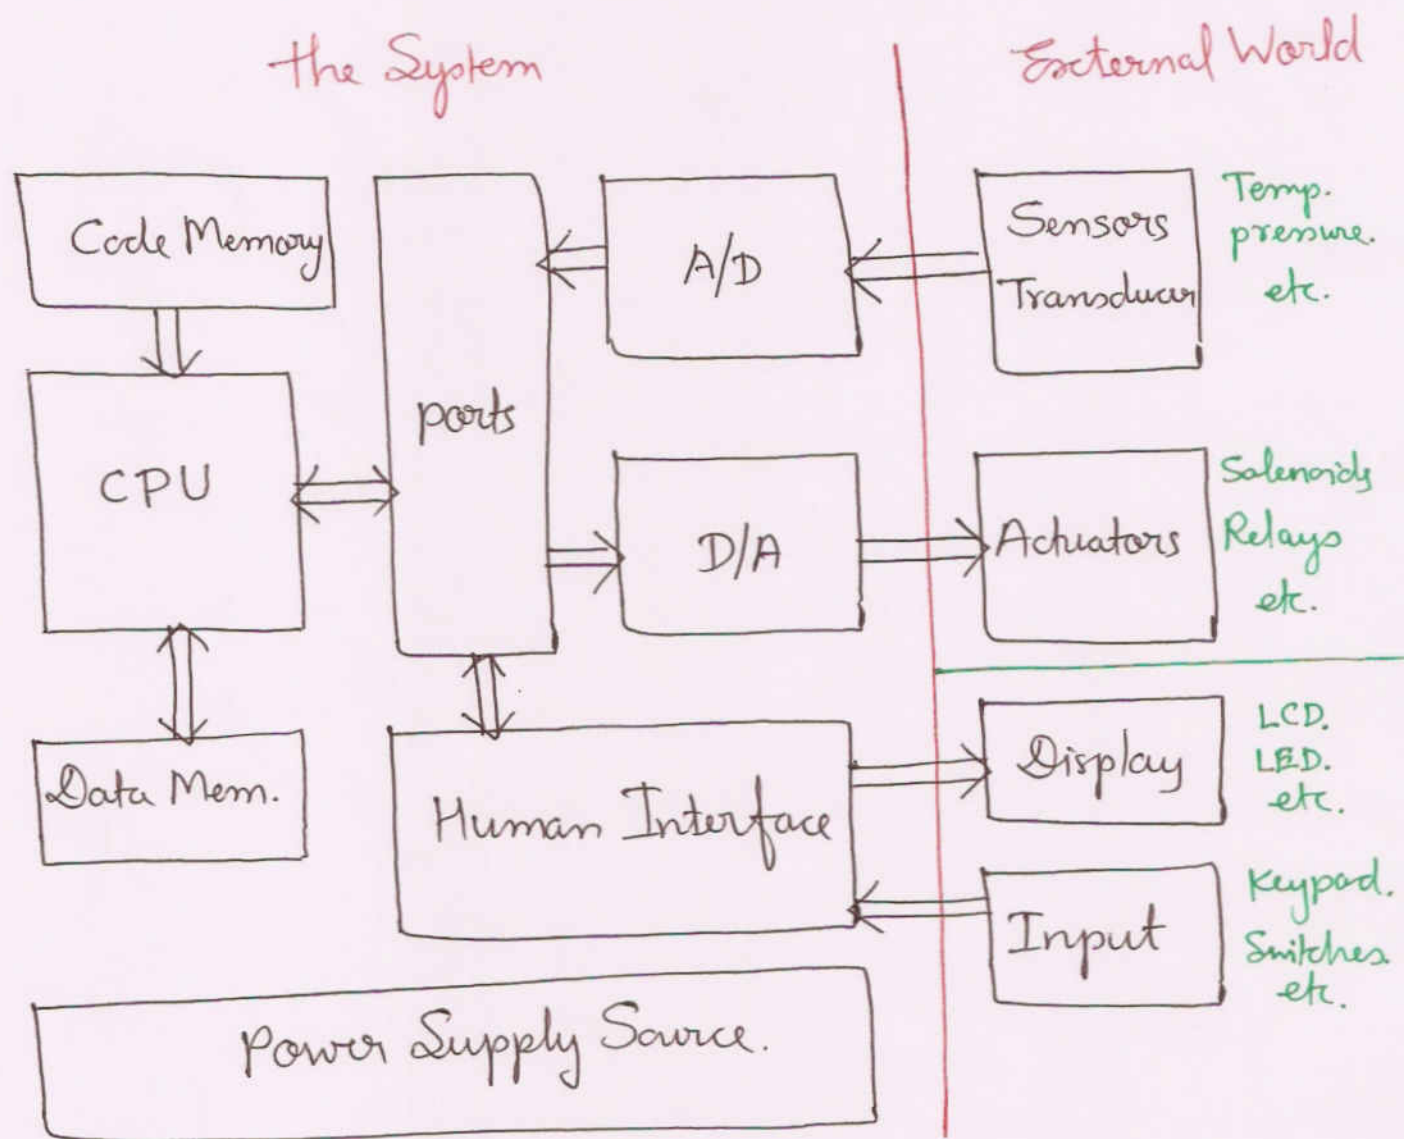 the System
External World
Code Memory
CPU
Data Mem.
ports
A/D
D/A
Human Interface
Power Supply Source.
Sensors
Transducer
Temp.
pressure.
etc.
Actuators
Solenoids
Relays
etc.
Display
LCD.
LED.
etc.
Input
Keypad.
Switches
etc.